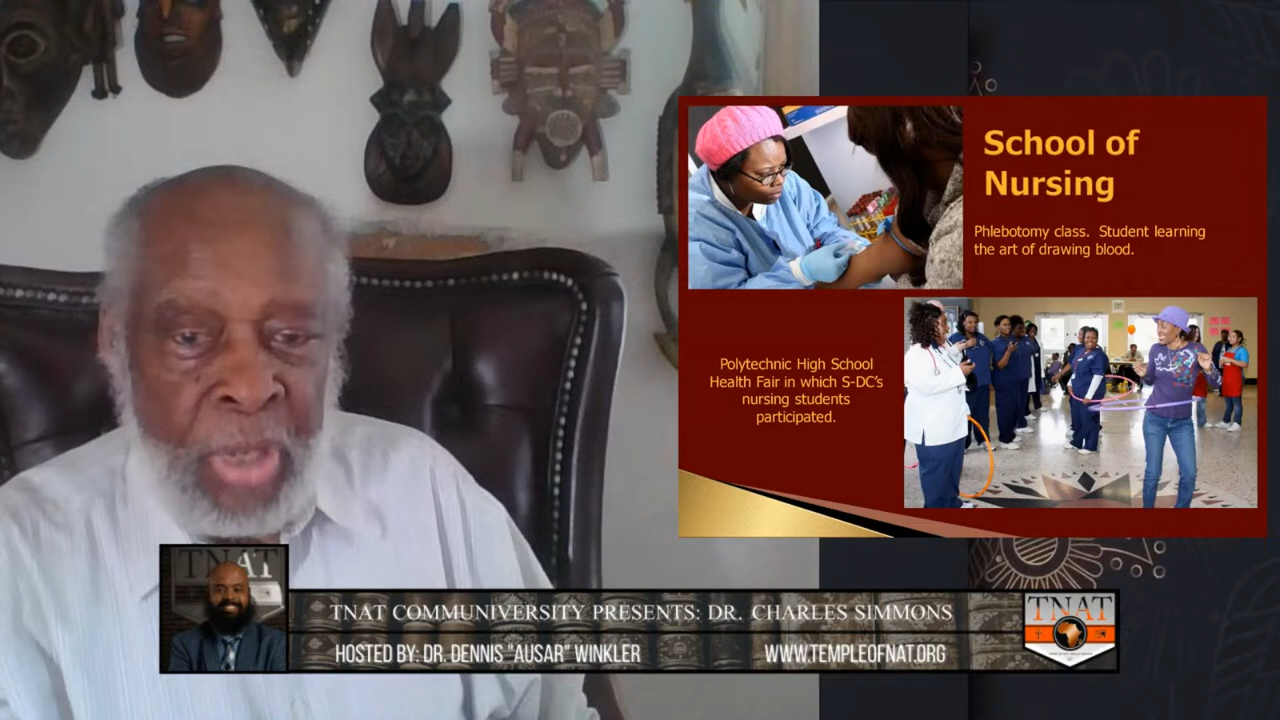 School of
Nursing
Phlebotomy class. Student learning
the art of drawing blood.
Polytechnic High School
Health Fair in which S-DC's
nursing students
participated.
TNAT
TNAT COMMUNIVERSITY PRESENTS: DR. CHARLES SIMMONS
HOSTED BY: DR. DENNIS "AUSAR" WINKLER
WWW.TEMPLEOFNAT.ORG
TNAT